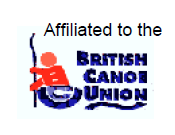 Affiliated to the
BRITISH
CANOE
UNION